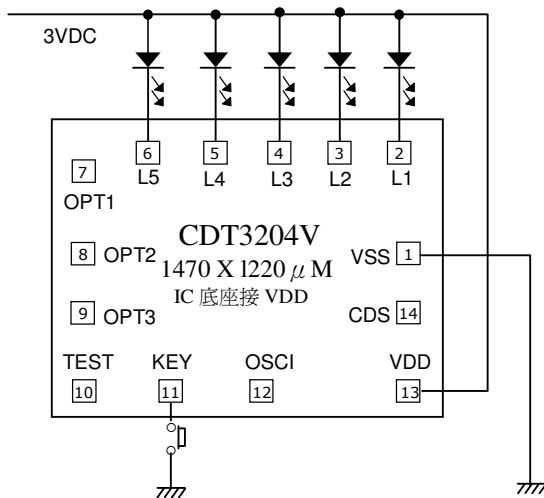 3VDC
6 5 4 3 2
L5 L4 L3 L2 L1
7
OPT1
CDT3204V
8 OPT2
VSS 1
1470 X 1220 μ M
IC 底座接 VDD
9 OPT3
CDS 14
TEST KEY OSCI VDD
10 11 12 13